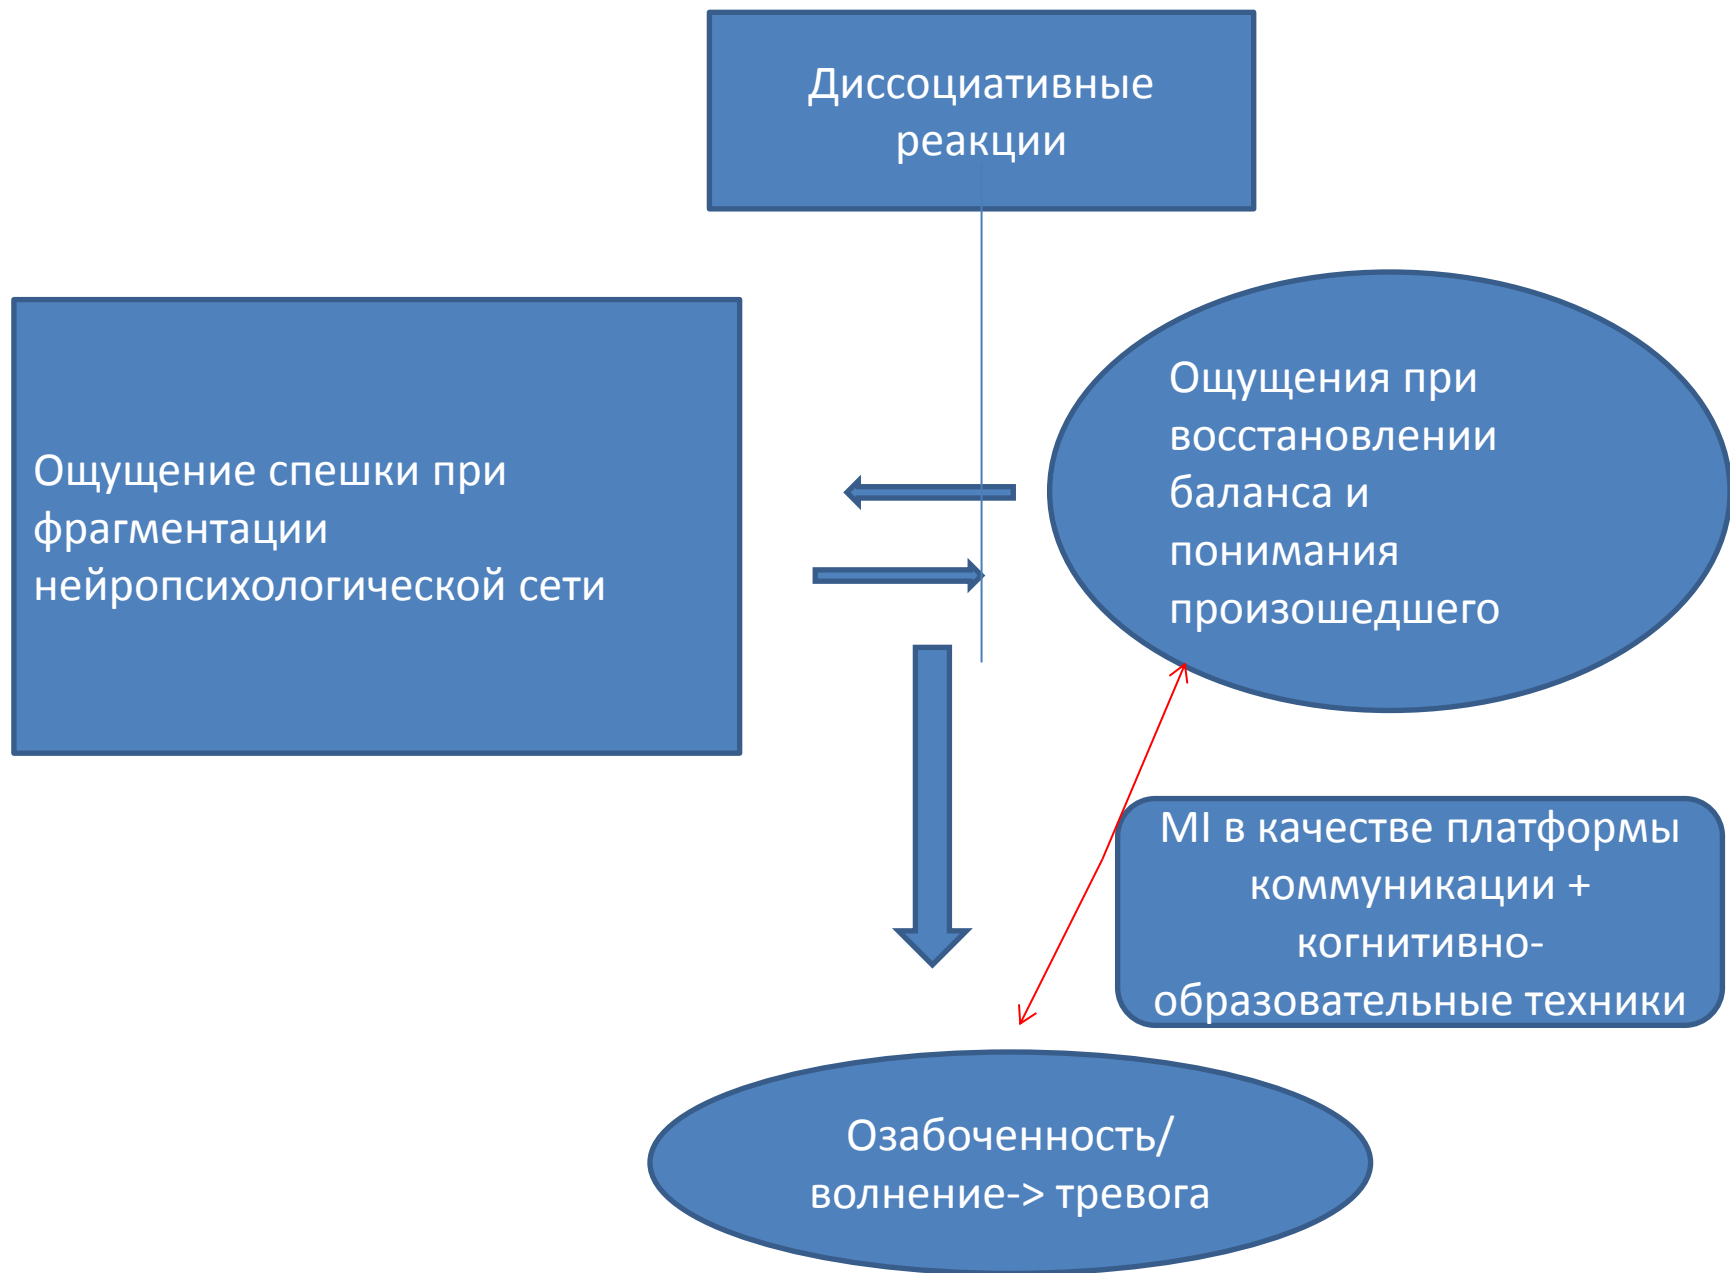 Диссоциативные
реакции
Ощущение спешки при
фрагментации
нейропсихологической сети
Ощущения при
восстановлении
баланса и
понимания
произошедшего
MI в качестве платформы
коммуникации +
когнитивно-
образовательные техники
Озабоченность/
волнение-> тревога